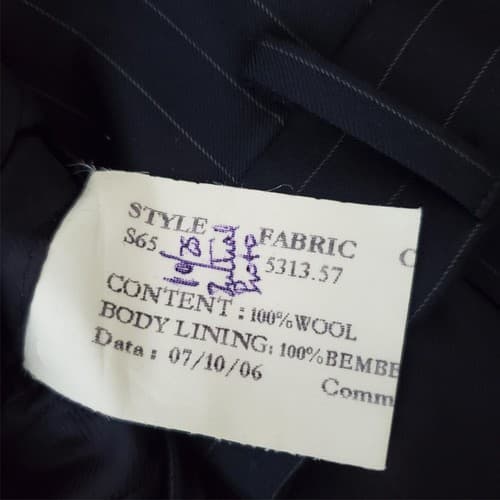 STYLE FABRIC C
S65 5313.57
CONTENT : 100% WOOL
BODY LINING: 100% BEMBE
Data : 07/10/06
Comm